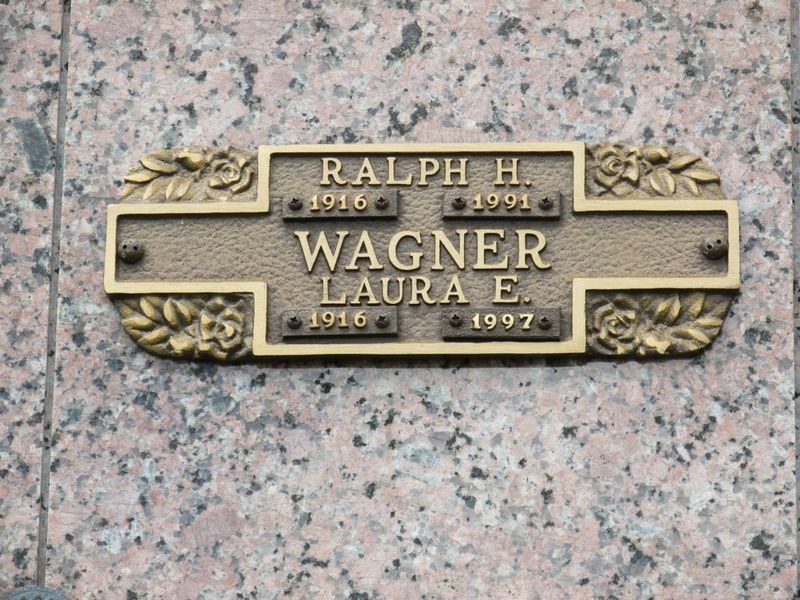 RALPH H.
1916 1991
WAGNER
LAURA E.
1916 1997